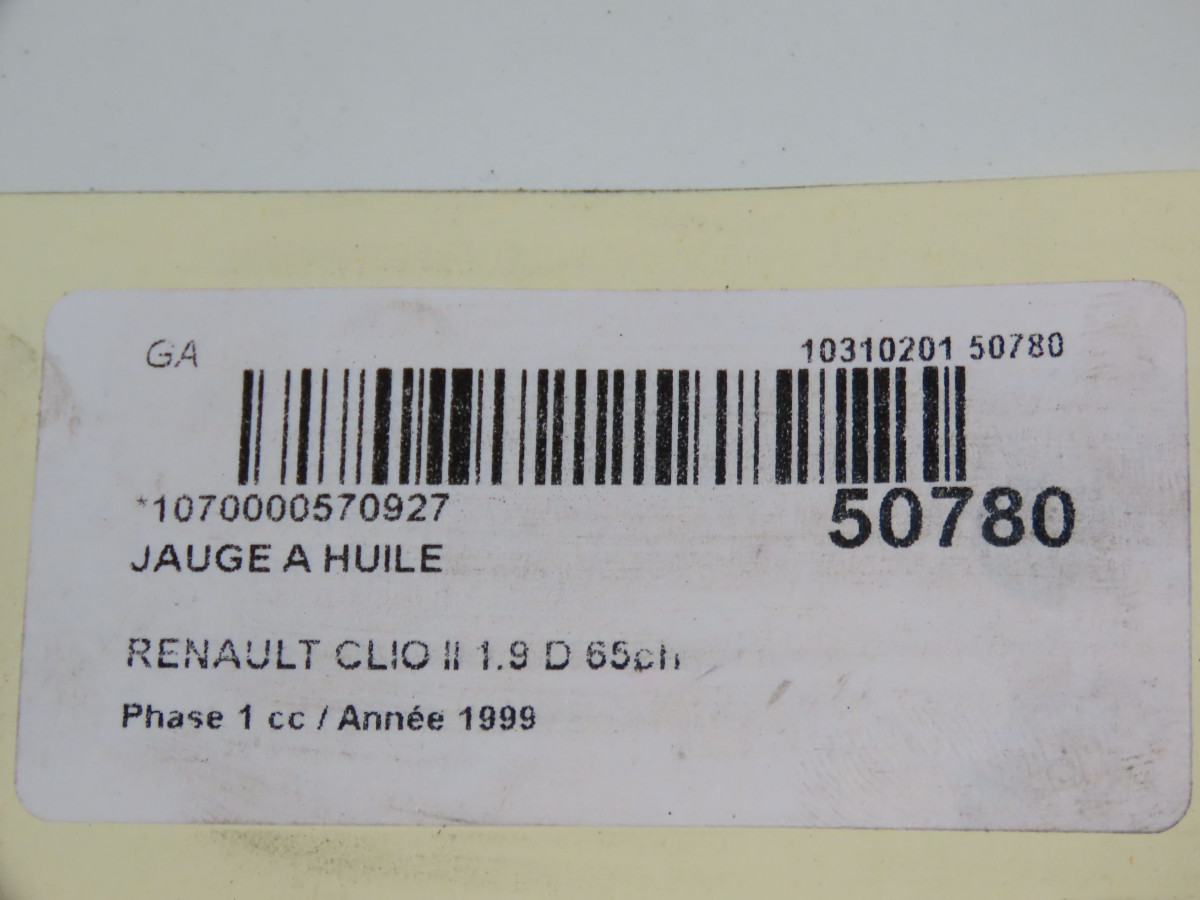 GA
10310201 50780
*1070000570927
50780
JAUGE A HUILE
RENAULT CLIO II 1.9 D 65ch
Phase 1 cc / Année 1999